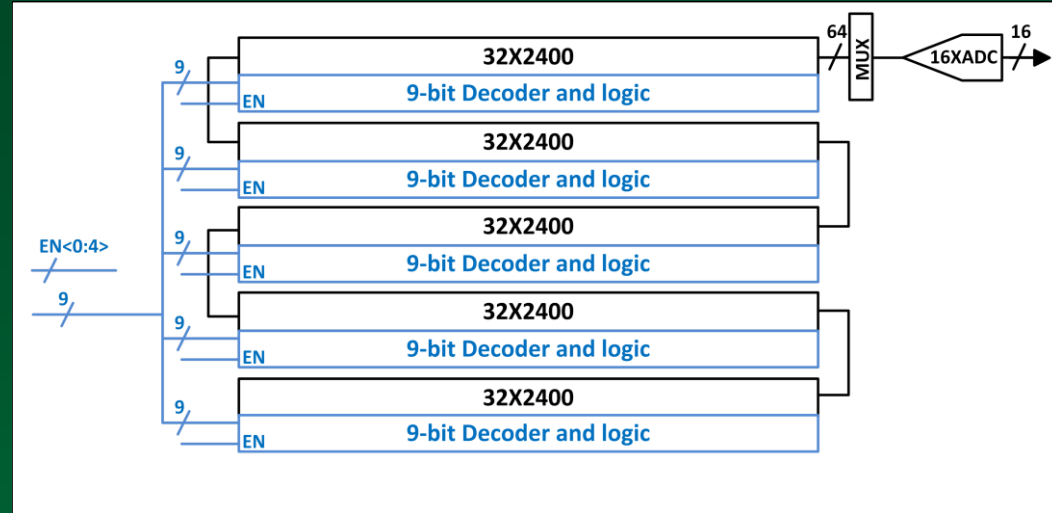 64
MUX
16XADC
16
9
32X2400
EN
9-bit Decoder and logic
9
32X2400
EN
9-bit Decoder and logic
EN<0:4>
9
9
32X2400
EN
9-bit Decoder and logic
9
32X2400
EN
9-bit Decoder and logic
9
32X2400
EN
9-bit Decoder and logic